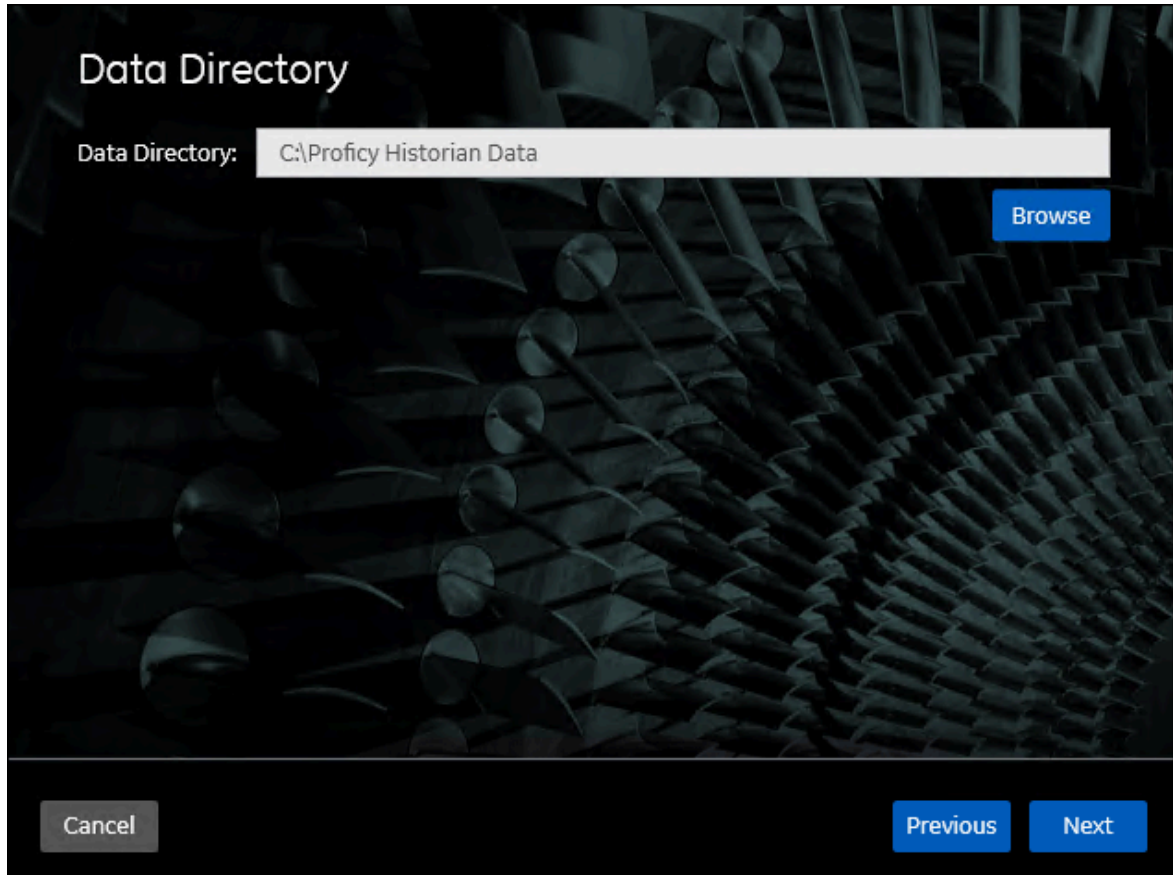 Data Directory
Data Directory: C:\Proficy Historian Data
Browse
Cancel Previous Next